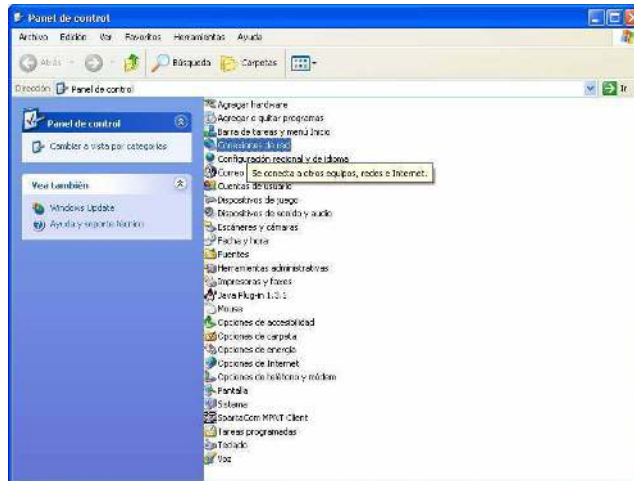 Panel de control
Archivo Edición Ver Favoritos Herramientas Ayuda
Atrás Búsqueda Carpetas
Dirección Panel de control Ir
Panel de control
Cambiar a vista por categorías
Vea también
Windows Update
Ayuda y soporte técnico
Agregar hardware
Agregar o quitar programas
Barra de tareas y menú Inicio
Conexiones de red
Configuración regional y de idioma
Correo
Se conecta a otros equipos, redes e Internet.
Cuentas de usuario
Dispositivos de juego
Dispositivos de sonido y audio
Escáneres y cámaras
Fecha y hora
Fuentes
Herramientas administrativas
Impresoras y faxes
Java Plug-in 1.3.1
Mouse
Opciones de accesibilidad
Opciones de carpeta
Opciones de energía
Opciones de Internet
Opciones de teléfono y módem
Pantalla
Sistema
SpartaCom MPNT Client
Tareas programadas
Teclado
Voz